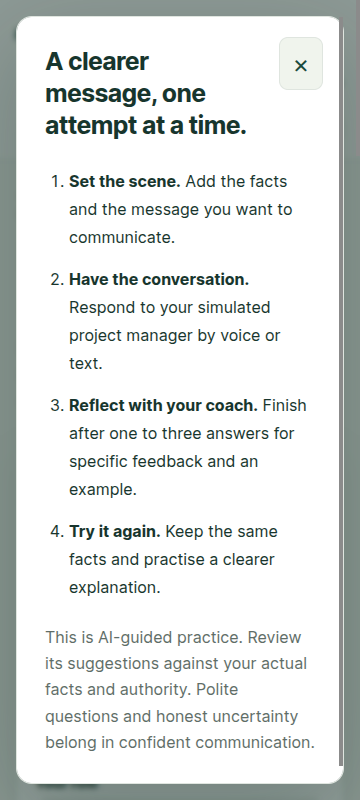 A clearer
message, one
attempt at a time.
✕
1. Set the scene. Add the facts
and the message you want to
communicate.
2. Have the conversation.
Respond to your simulated
project manager by voice or
text.
3. Reflect with your coach. Finish
after one to three answers for
specific feedback and an
example.
4. Try it again. Keep the same
facts and practise a clearer
explanation.
This is AI-guided practice. Review
its suggestions against your actual
facts and authority. Polite
questions and honest uncertainty
belong in confident communication.